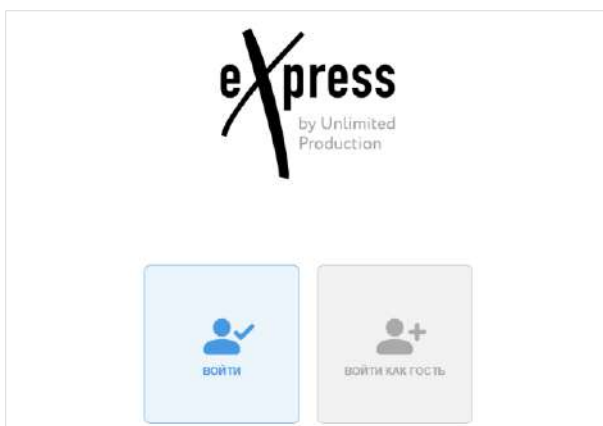 eXpress
by Unlimited
Production
ВОЙТИ
ВОЙТИ КАК ГОСТЬ